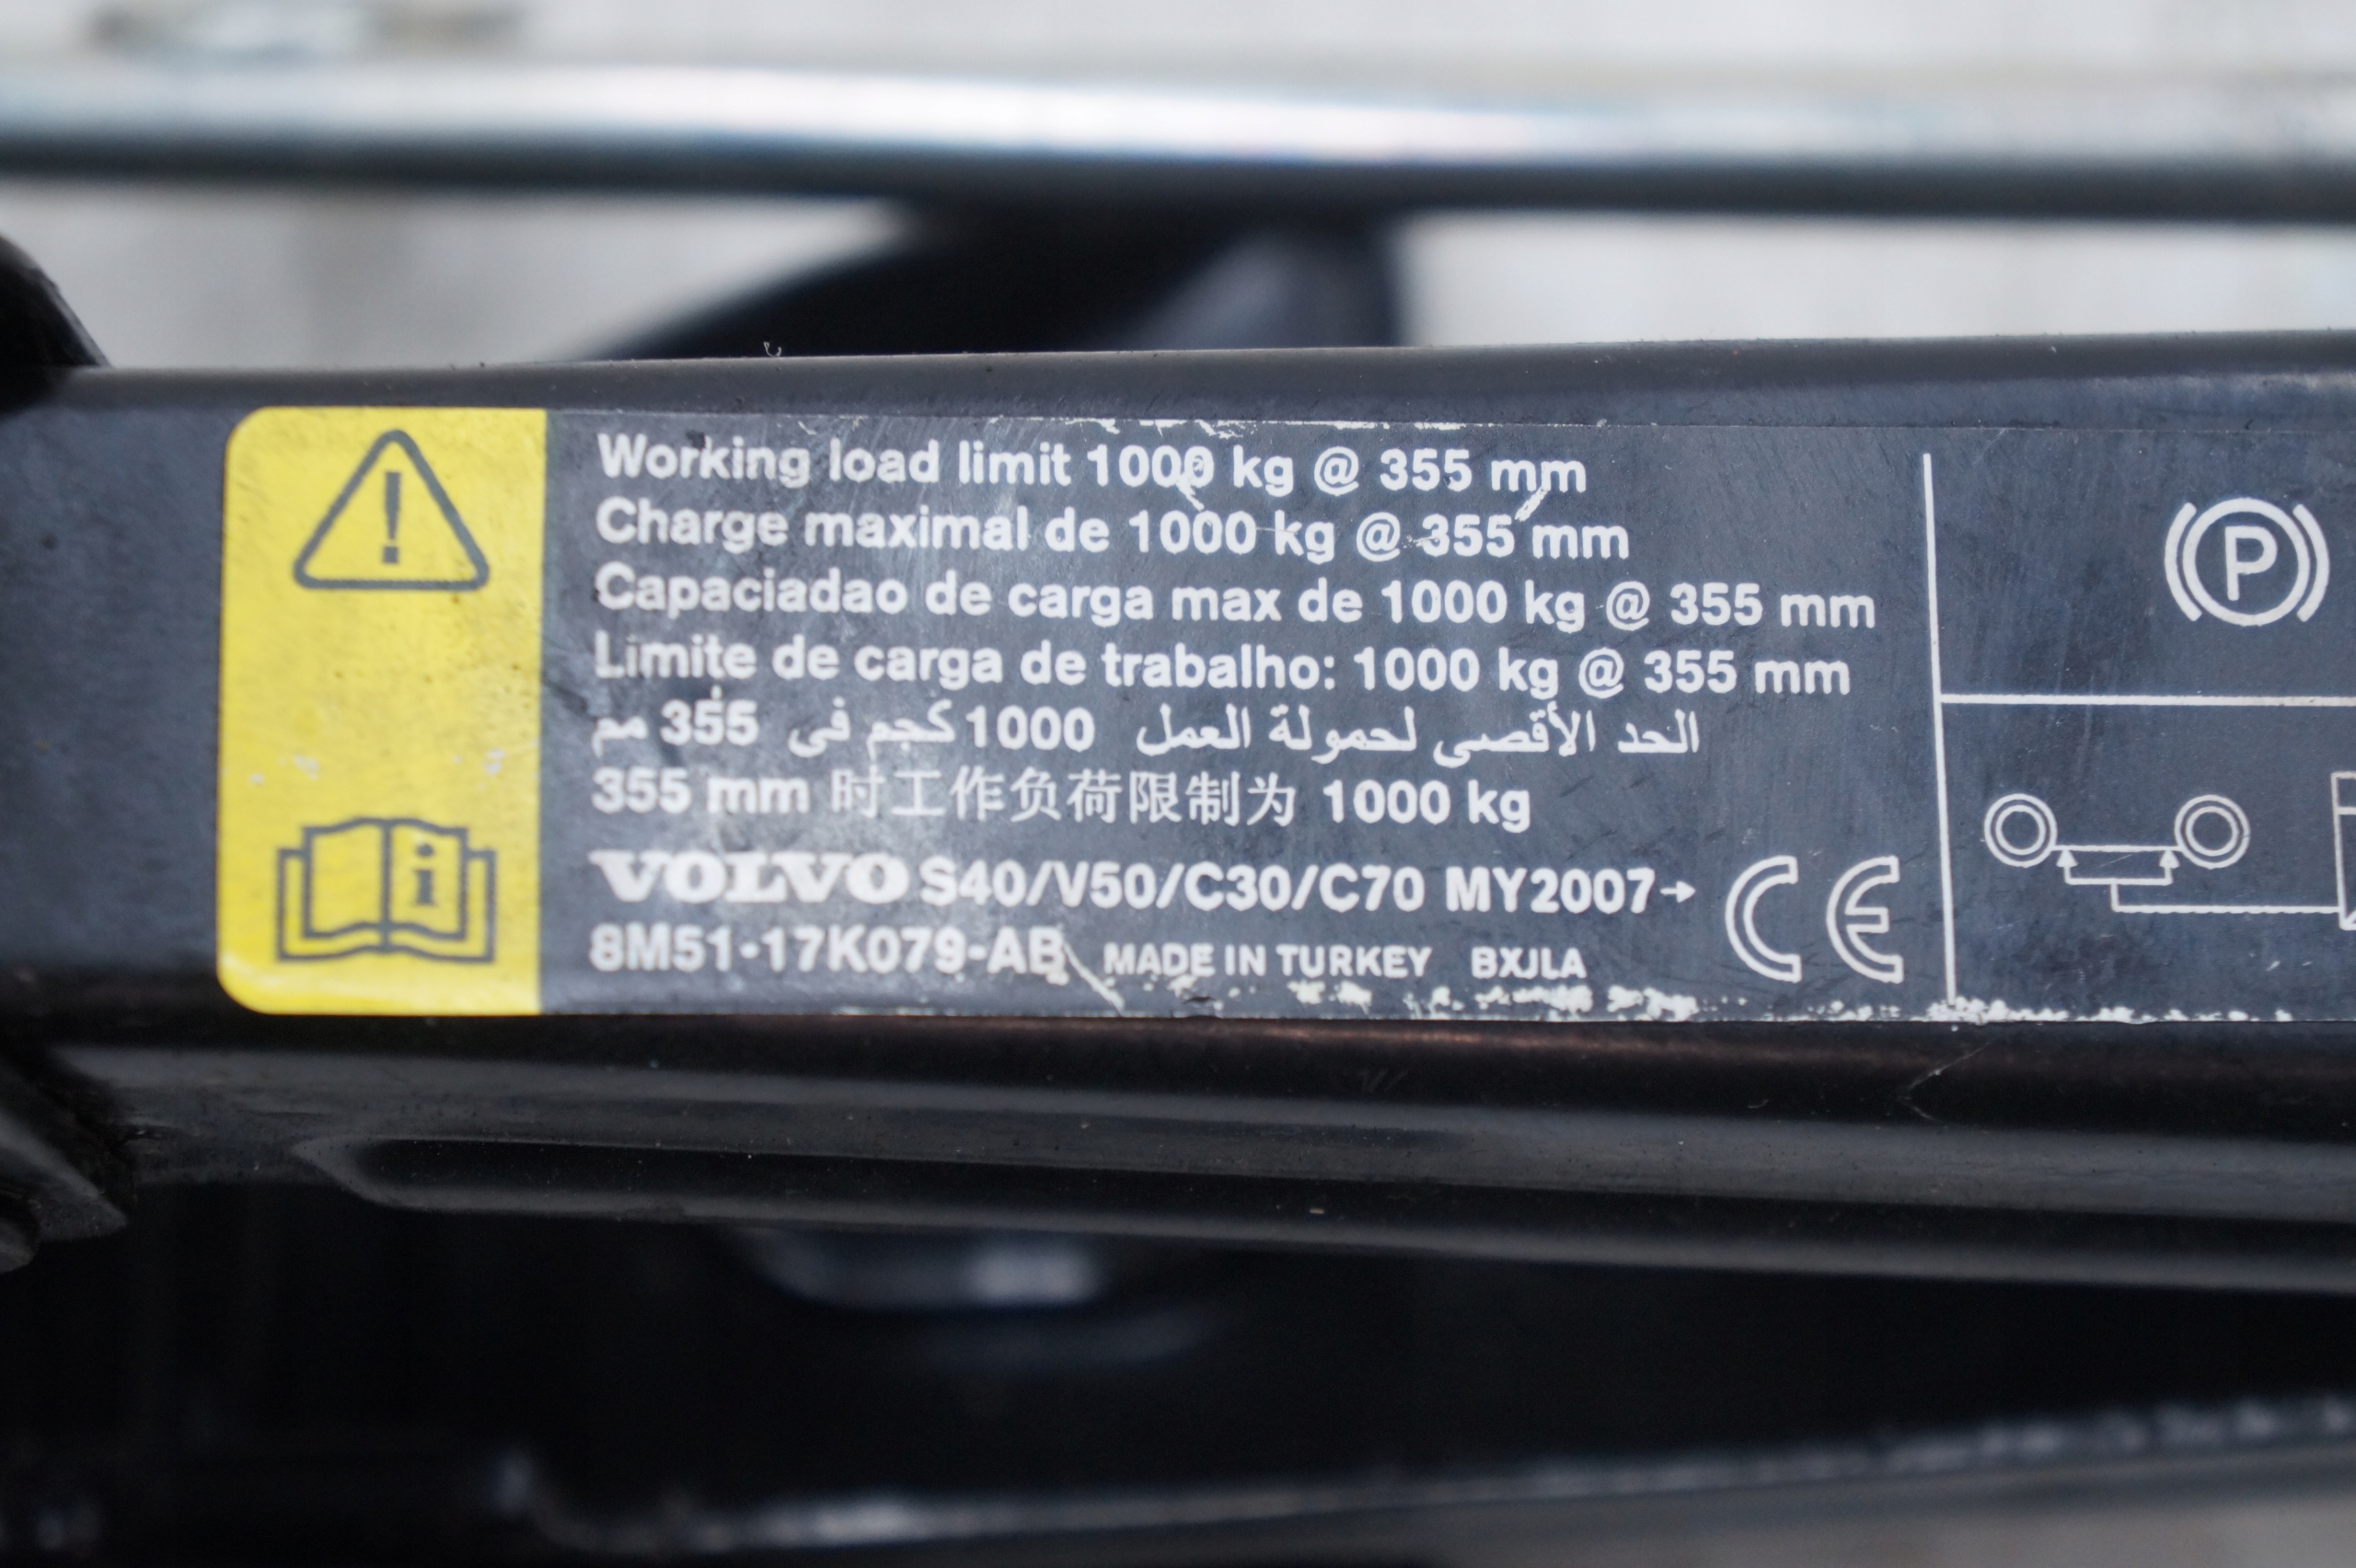 Working load limit 1000 kg @ 355 mm
Charge maximal de 1000 kg @ 355 mm
Capaciadao de carga max de 1000 kg @ 355 mm
Limite de carga de trabalho: 1000 kg @ 355 mm
الحد الأقصى لحمولة العمل 1000 كجم في 355 مم
355 mm 时工作负荷限制为 1000 kg
VOLVO S40/V50/C30/C70 MY2007→
8M51-17K079-AB MADE IN TURKEY BXJLA CE
P